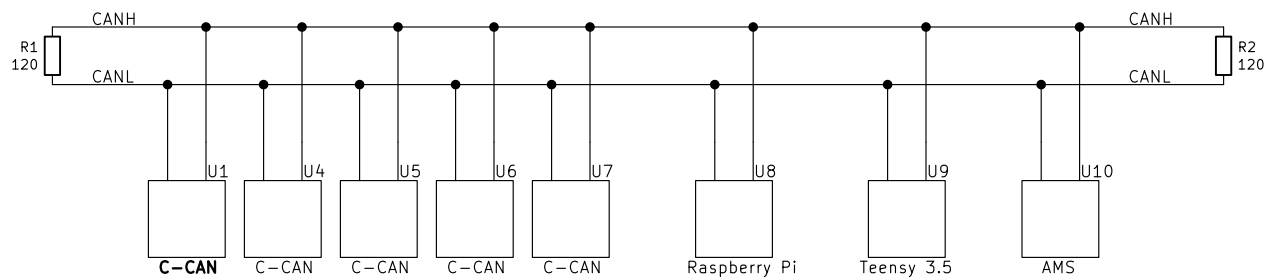 CANH CANH
R1 R2
120 120
CANL CANL
U1 U4 U5 U6 U7 U8 U9 U10
C-CAN C-CAN C-CAN C-CAN C-CAN Raspberry Pi Teensy 3.5 AMS